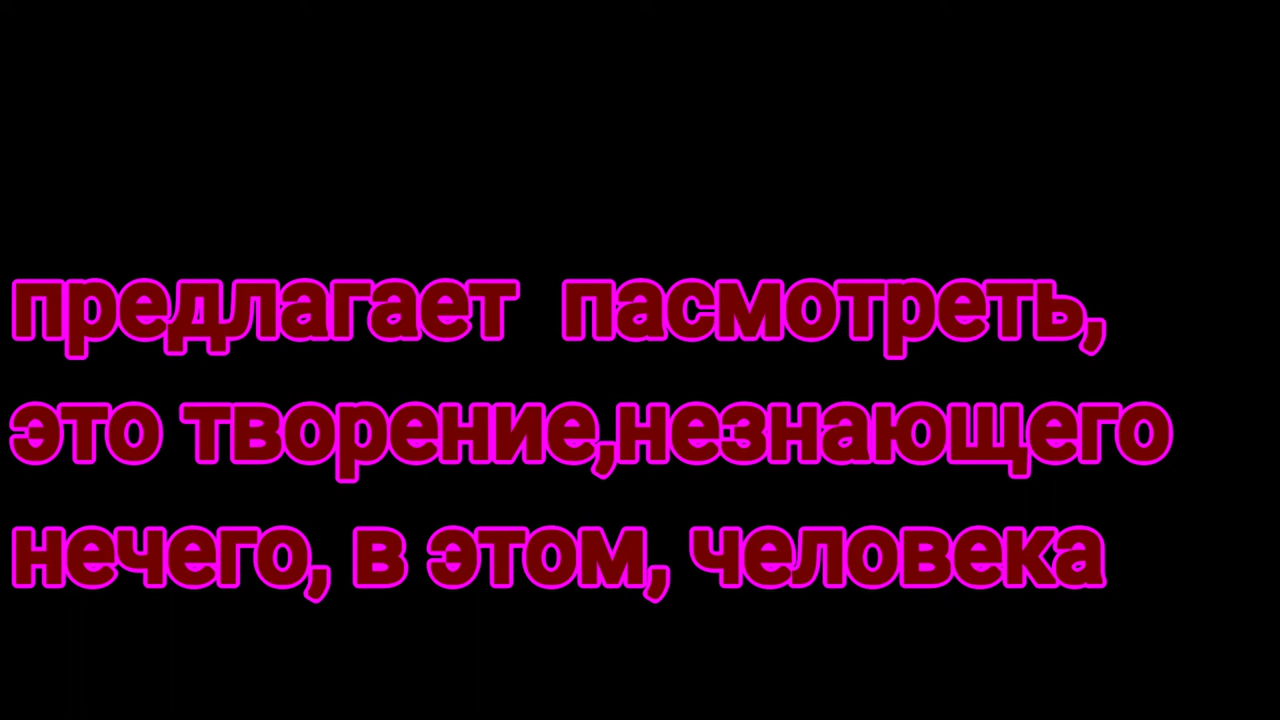 предлагает  пасмотреть,
это творение,незнающего
нечего, в этом, человека